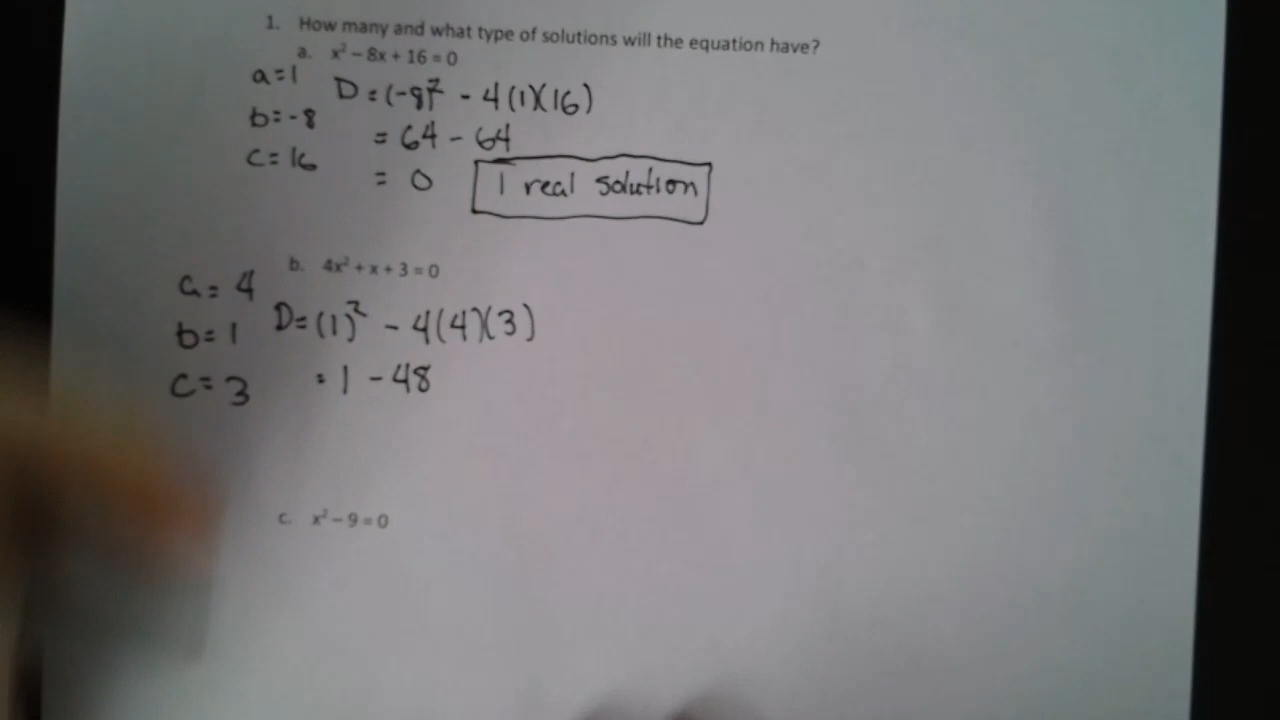 1. How many and what type of solutions will the equation have?
a. x² – 8x + 16 = 0
a = 1
D = (-8)² - 4(1)(16)
b = -8
= 64 - 64
c = 16
= 0
1 real solution
b. 4x² + x + 3 = 0
a = 4
D = (1)² - 4(4)(3)
b = 1
= 1 - 48
c = 3
c. x² – 9 = 0